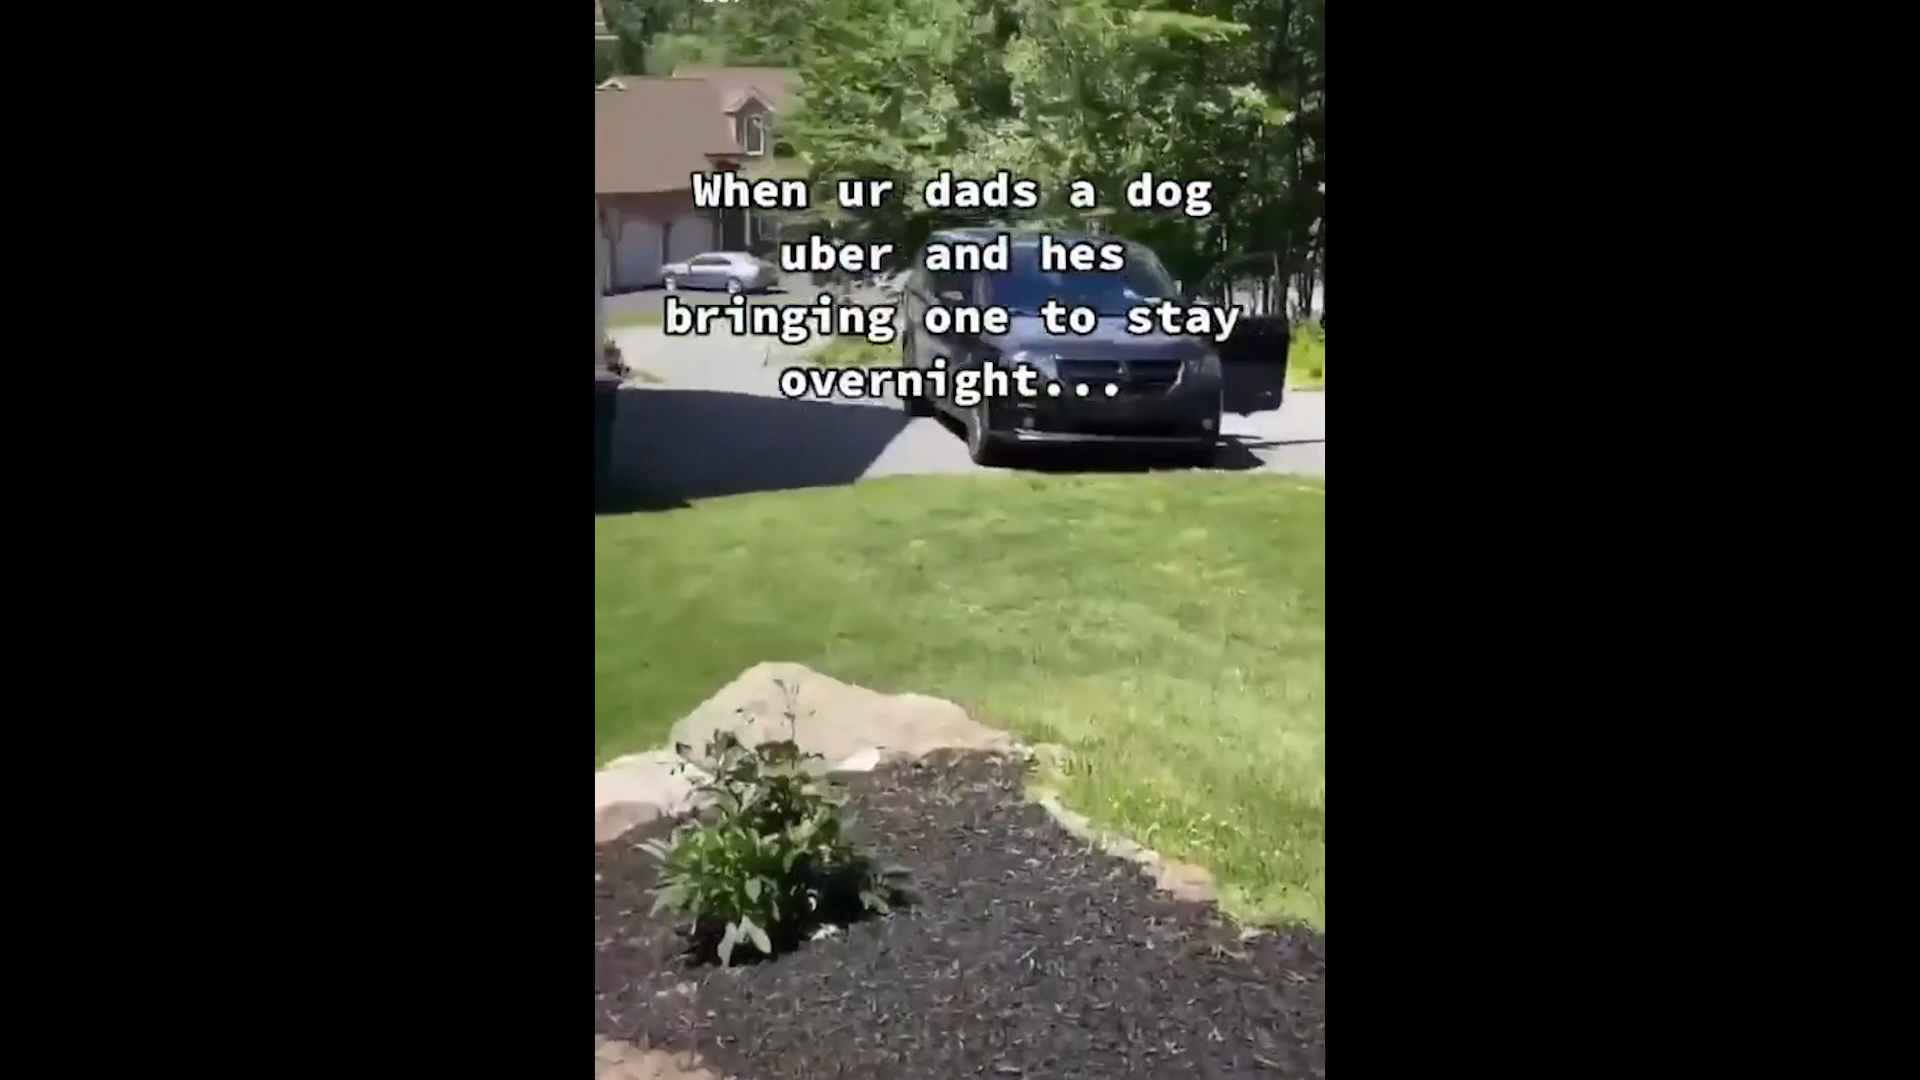 When ur dads a dog
uber and hes
bringing one to stay
overnight...